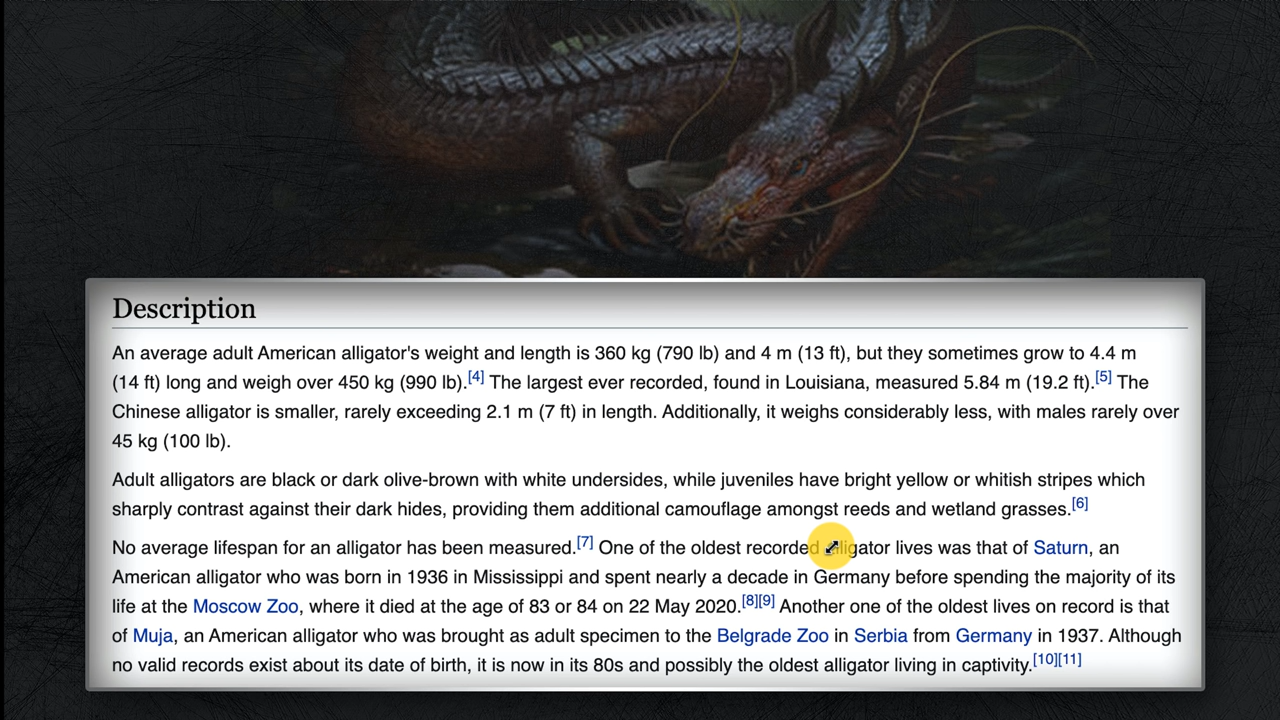 Description
An average adult American alligator's weight and length is 360 kg (790 lb) and 4 m (13 ft), but they sometimes grow to 4.4 m
(14 ft) long and weigh over 450 kg (990 lb).[4] The largest ever recorded, found in Louisiana, measured 5.84 m (19.2 ft).[5] The
Chinese alligator is smaller, rarely exceeding 2.1 m (7 ft) in length. Additionally, it weighs considerably less, with males rarely over
45 kg (100 lb).
Adult alligators are black or dark olive-brown with white undersides, while juveniles have bright yellow or whitish stripes which
sharply contrast against their dark hides, providing them additional camouflage amongst reeds and wetland grasses.[6]
No average lifespan for an alligator has been measured.[7] One of the oldest recorded alligator lives was that of Saturn, an
American alligator who was born in 1936 in Mississippi and spent nearly a decade in Germany before spending the majority of its
life at the Moscow Zoo, where it died at the age of 83 or 84 on 22 May 2020.[8][9] Another one of the oldest lives on record is that
of Muja, an American alligator who was brought as adult specimen to the Belgrade Zoo in Serbia from Germany in 1937. Although
no valid records exist about its date of birth, it is now in its 80s and possibly the oldest alligator living in captivity.[10][11]